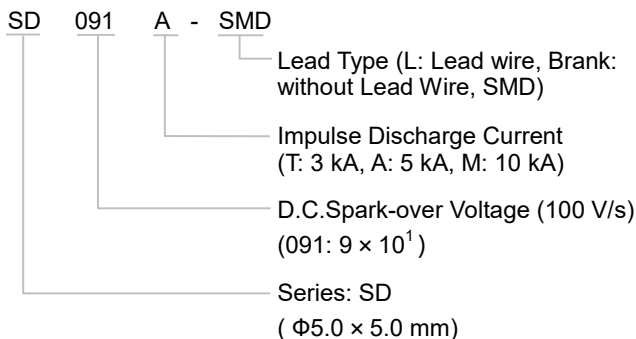 SD 091 A - SMD
Lead Type (L: Lead wire, Brank:
without Lead Wire, SMD)
Impulse Discharge Current
(T: 3 kA, A: 5 kA, M: 10 kA)
D.C.Spark-over Voltage (100 V/s)
(091: 9 × 10¹)
Series: SD
( Φ5.0 × 5.0 mm)